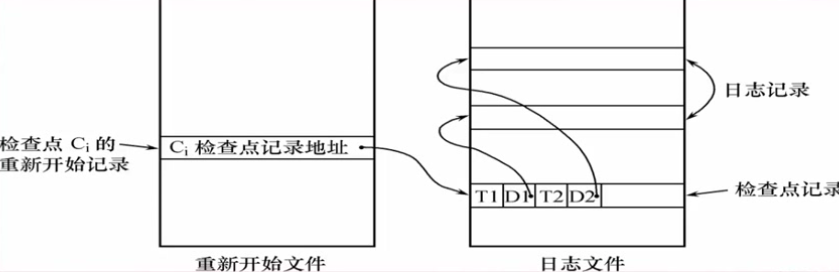 日志记录
检查点 Ci 的
重新开始记录
Ci 检查点记录地址
T1 D1 T2 D2
检查点记录
重新开始文件
日志文件